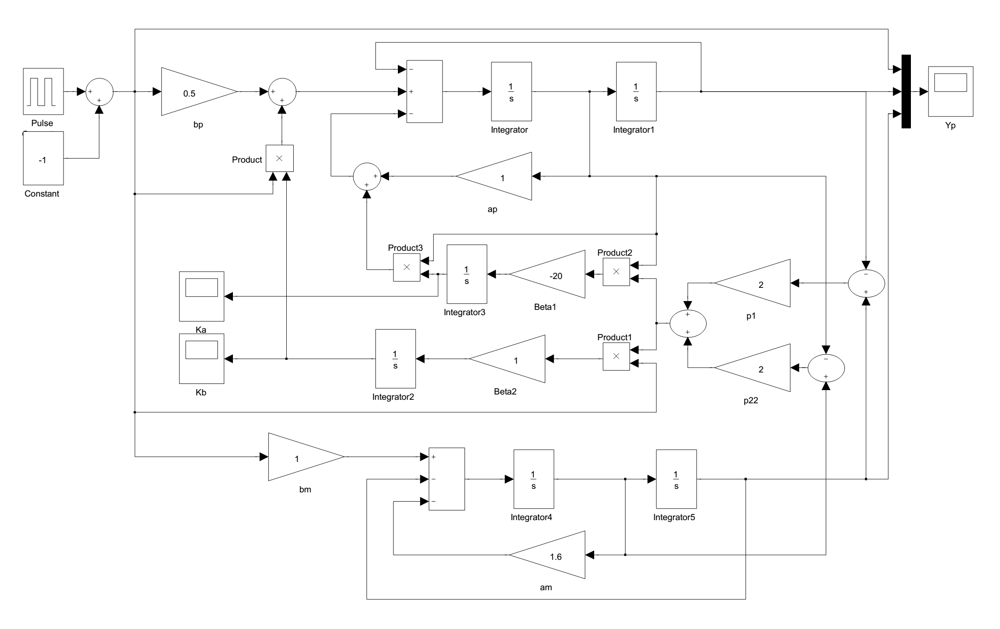 Pulse
-1
Constant
+
+
0.5
bp
+
+
Product
×
−
+
−
1
s
Integrator
1
s
Integrator1
Yp
+
+
1
ap
Product3
×
1
s
Integrator3
-20
Beta1
Product2
×
Ka
Kb
1
s
Integrator2
1
Beta2
Product1
×
+
+
2
p1
2
p22
−
+
−
+
1
bm
+
−
−
1
s
Integrator4
1
s
Integrator5
1.6
am